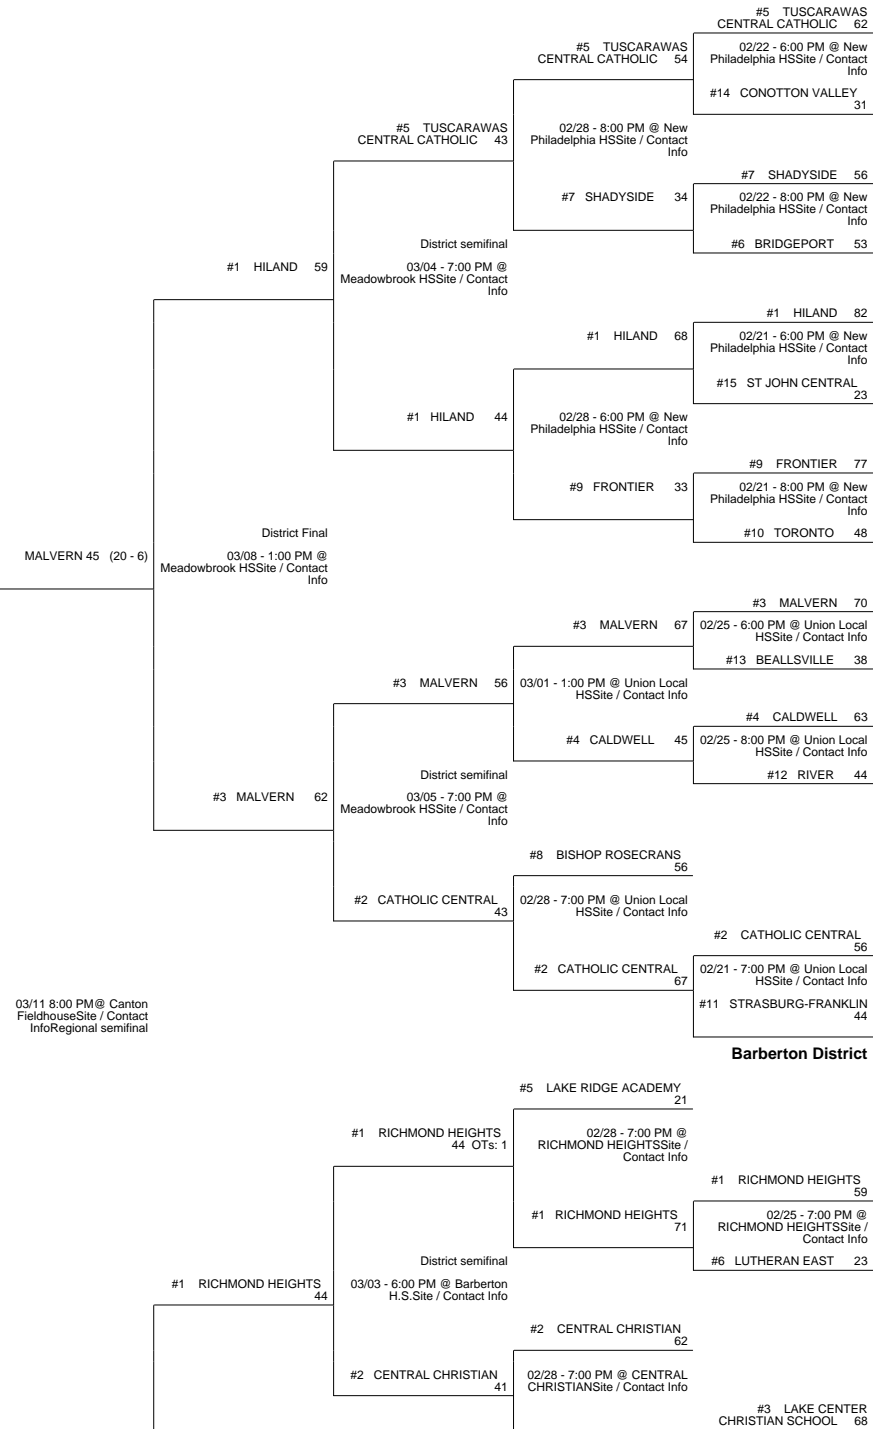 #5 TUSCARAWAS
CENTRAL CATHOLIC 62
02/22 - 6:00 PM @ New
Philadelphia HSSite / Contact
Info
#14 CONOTTON VALLEY
31
#5 TUSCARAWAS
CENTRAL CATHOLIC 54
02/28 - 8:00 PM @ New
Philadelphia HSSite / Contact
Info
#7 SHADYSIDE 56
02/22 - 8:00 PM @ New
Philadelphia HSSite / Contact
Info
#6 BRIDGEPORT 53
#7 SHADYSIDE 34
#5 TUSCARAWAS
CENTRAL CATHOLIC 43
District semifinal
03/04 - 7:00 PM @
Meadowbrook HSSite / Contact
Info
#1 HILAND 59
#1 HILAND 82
02/21 - 6:00 PM @ New
Philadelphia HSSite / Contact
Info
#15 ST JOHN CENTRAL
23
#1 HILAND 68
02/28 - 6:00 PM @ New
Philadelphia HSSite / Contact
Info
#1 HILAND 44
#9 FRONTIER 77
02/21 - 8:00 PM @ New
Philadelphia HSSite / Contact
Info
#10 TORONTO 48
#9 FRONTIER 33
District Final
03/08 - 1:00 PM @
Meadowbrook HSSite / Contact
Info
MALVERN 45 (20 - 6)
#3 MALVERN 70
02/25 - 6:00 PM @ Union Local
HSSite / Contact Info
#13 BEALLSVILLE 38
#3 MALVERN 67
03/01 - 1:00 PM @ Union Local
HSSite / Contact Info
#3 MALVERN 56
#4 CALDWELL 63
02/25 - 8:00 PM @ Union Local
HSSite / Contact Info
#12 RIVER 44
#4 CALDWELL 45
District semifinal
03/05 - 7:00 PM @
Meadowbrook HSSite / Contact
Info
#3 MALVERN 62
#8 BISHOP ROSECRANS
56
02/28 - 7:00 PM @ Union Local
HSSite / Contact Info
#2 CATHOLIC CENTRAL
43
#2 CATHOLIC CENTRAL
56
02/21 - 7:00 PM @ Union Local
HSSite / Contact Info
#11 STRASBURG-FRANKLIN
44
#2 CATHOLIC CENTRAL
67
03/11 8:00 PM@ Canton
FieldhouseSite / Contact
InfoRegional semifinal
Barberton District
#5 LAKE RIDGE ACADEMY
21
02/28 - 7:00 PM @
RICHMOND HEIGHTSSite /
Contact Info
#1 RICHMOND HEIGHTS
44 OTs: 1
#1 RICHMOND HEIGHTS
59
02/25 - 7:00 PM @
RICHMOND HEIGHTSSite /
Contact Info
#6 LUTHERAN EAST 23
#1 RICHMOND HEIGHTS
71
District semifinal
03/03 - 6:00 PM @ Barberton
H.S.Site / Contact Info
#1 RICHMOND HEIGHTS
44
#2 CENTRAL CHRISTIAN
62
02/28 - 7:00 PM @ CENTRAL
CHRISTIANSite / Contact Info
#2 CENTRAL CHRISTIAN
41
#3 LAKE CENTER
CHRISTIAN SCHOOL 68